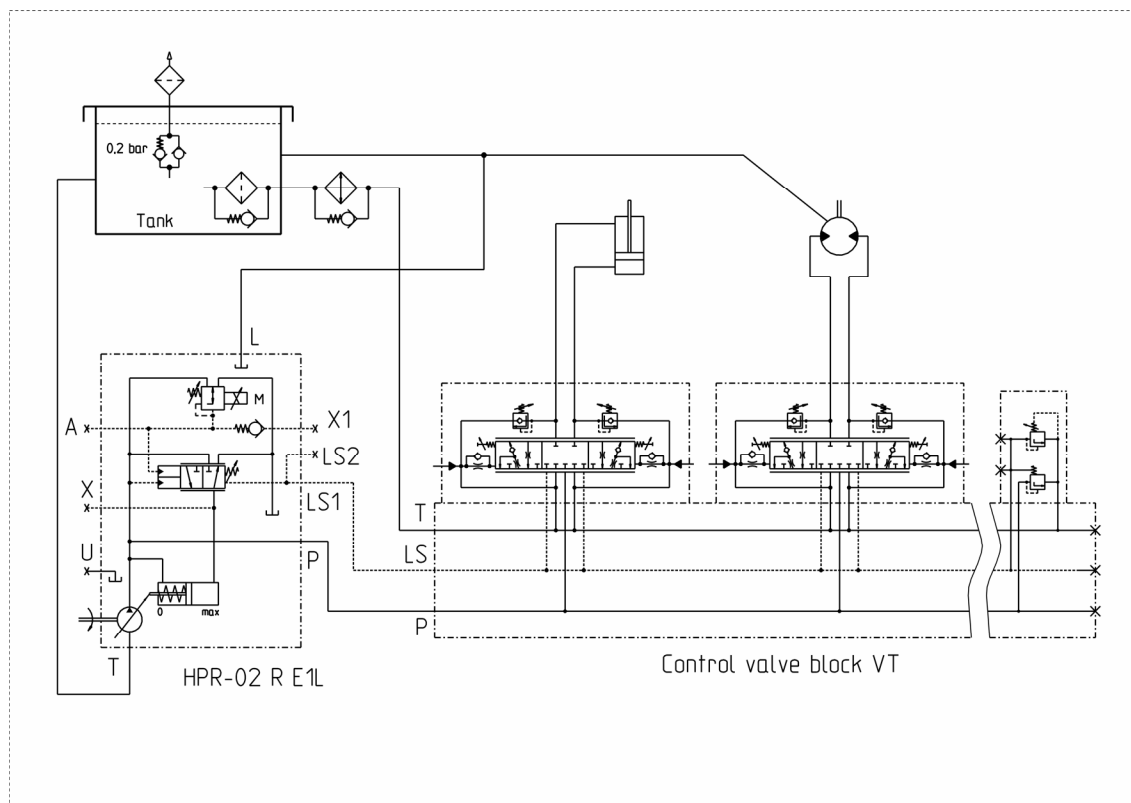 0,2 bar
Tank
L
M
A
X1
LS2
X
LS1
T
U
P
LS
0
max
P
T
HPR-02 R E1L
Control valve block VT